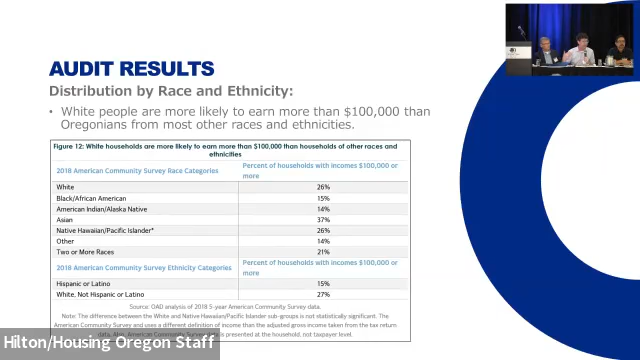 AUDIT RESULTS
Distribution by Race and Ethnicity:
• White people are more likely to earn more than $100,000 than
Oregonians from most other races and ethnicities.
Figure 12: White households are more likely to earn more than $100,000 than households of other races and
ethnicities
2018 American Community Survey Race Categories
Percent of households with incomes $100,000 or
more
White 26%
Black/African American 15%
American Indian/Alaska Native 14%
Asian 37%
Native Hawaiian/Pacific Islander* 26%
Other 14%
Two or More Races 21%
2018 American Community Survey Ethnicity Categories
Percent of households with incomes $100,000 or
more
Hispanic or Latino 15%
White, Not Hispanic or Latino 27%
Source: OAD analysis of 2018 5-year American Community Survey data.
Note: The difference between the White and Native Hawaiian/Pacific Islander sub-groups is not statistically significant. The
American Community Survey and uses a different definition of income than the adjusted gross income taken from the tax return
data. Also, American Community Survey data is presented at the household, not taxpayer level.
Hilton/Housing Oregon Staff